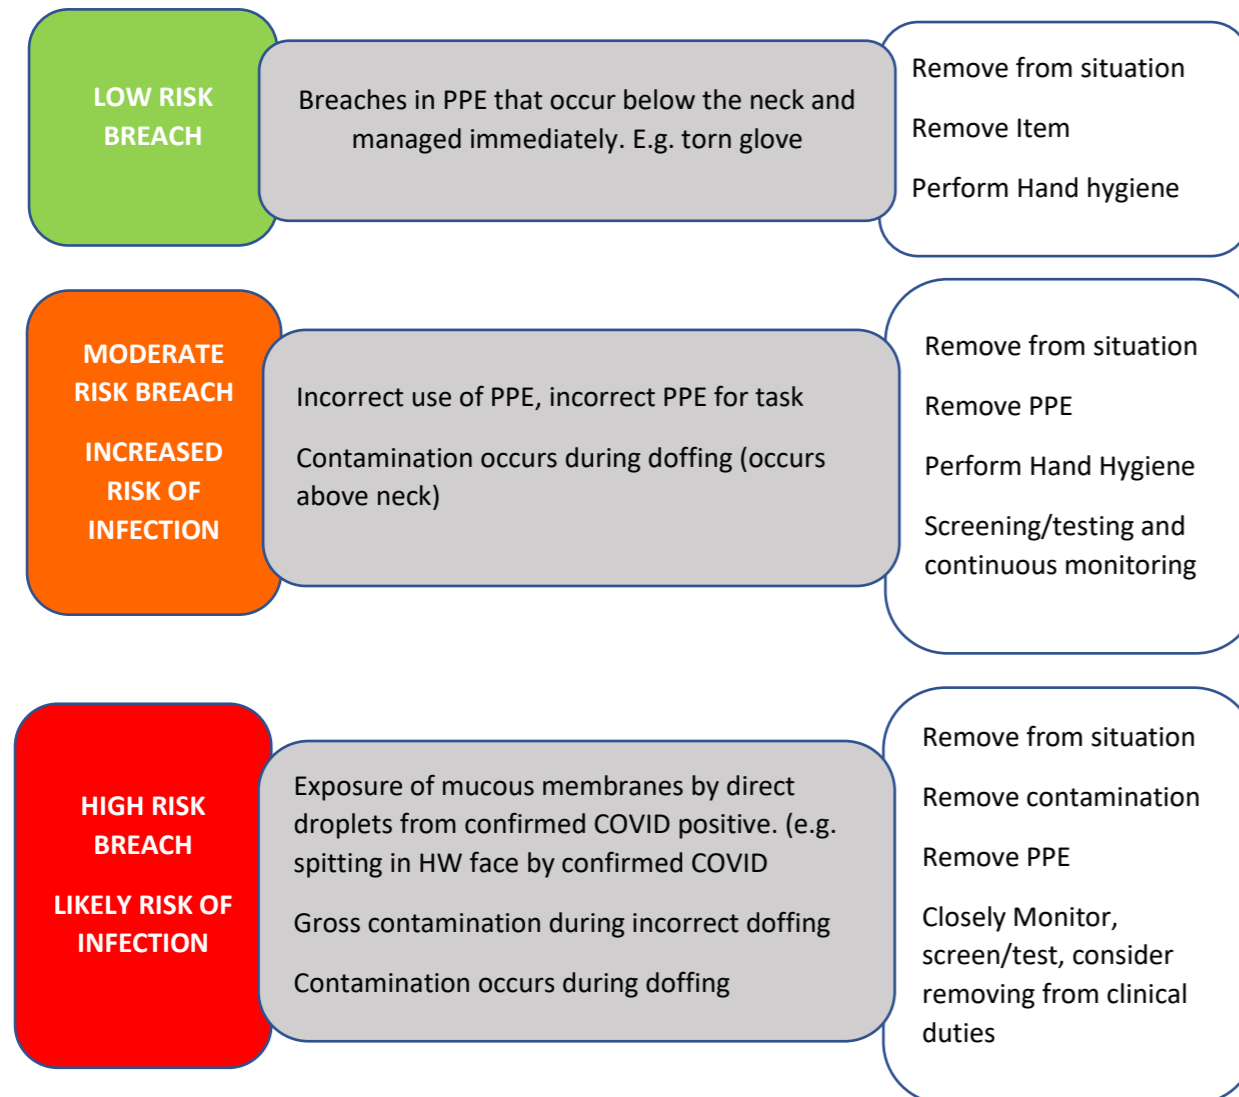 LOW RISK
BREACH
Breaches in PPE that occur below the neck and
managed immediately. E.g. torn glove
Remove from situation
Remove Item
Perform Hand hygiene
MODERATE
RISK BREACH
INCREASED
RISK OF
INFECTION
Incorrect use of PPE, incorrect PPE for task
Contamination occurs during doffing (occurs
above neck)
Remove from situation
Remove PPE
Perform Hand Hygiene
Screening/testing and
continuous monitoring
HIGH RISK
BREACH
LIKELY RISK OF
INFECTION
Exposure of mucous membranes by direct
droplets from confirmed COVID positive. (e.g.
spitting in HW face by confirmed COVID
Gross contamination during incorrect doffing
Contamination occurs during doffing
Remove from situation
Remove contamination
Remove PPE
Closely Monitor,
screen/test, consider
removing from clinical
duties